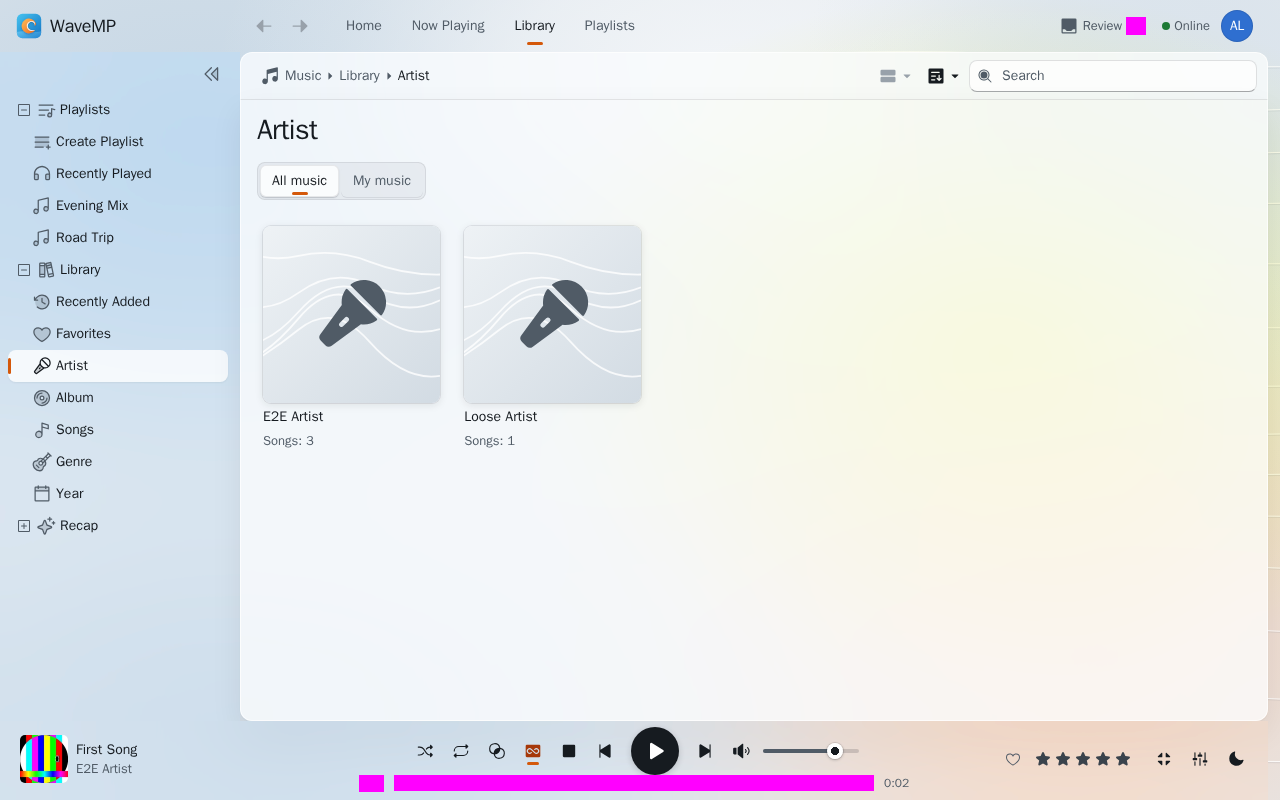 WaveMP
Home
Now Playing
Library
Playlists
Review
Online
AL
Music
Library
Artist
Search
Playlists
Create Playlist
Recently Played
Evening Mix
Road Trip
Library
Recently Added
Favorites
Artist
Album
Songs
Genre
Year
Recap
Artist
All music
My music
E2E Artist
Songs: 3
Loose Artist
Songs: 1
First Song
E2E Artist
0:02